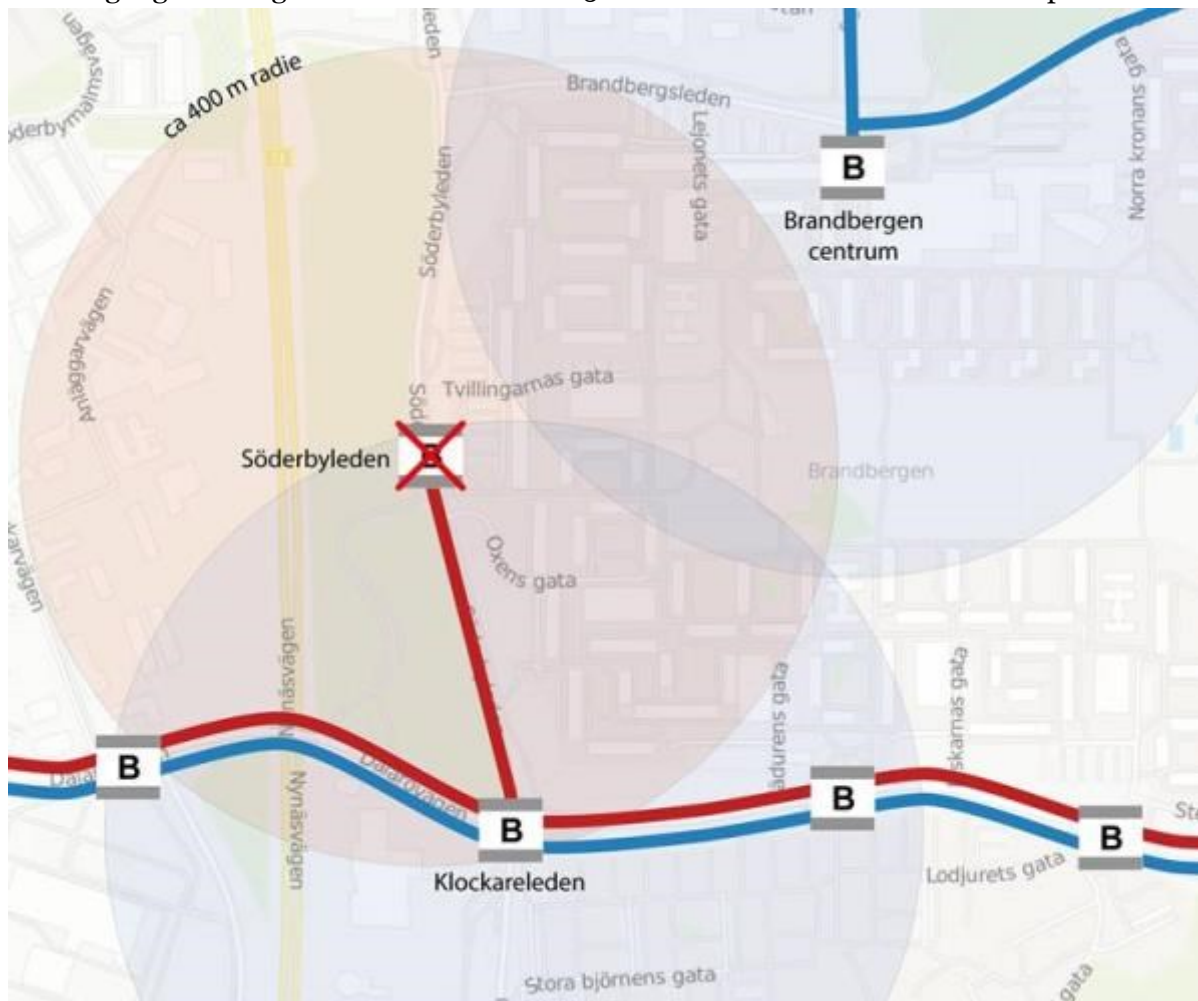 ca 400 m radie
Brandbergsleden
Lejonets gata
Norra kronans gata
B
Brandbergen
centrum
Söderbyleden
Anläggarvägen
Tvillingarnas gata
Söderbyleden
Brandbergen
Oxens gata
Nynäsvägen
B
Dalarövägen
B
Klockareleden
B
B
Lodjurets gata
Nynäsvägen
Stora björnens gata
gata